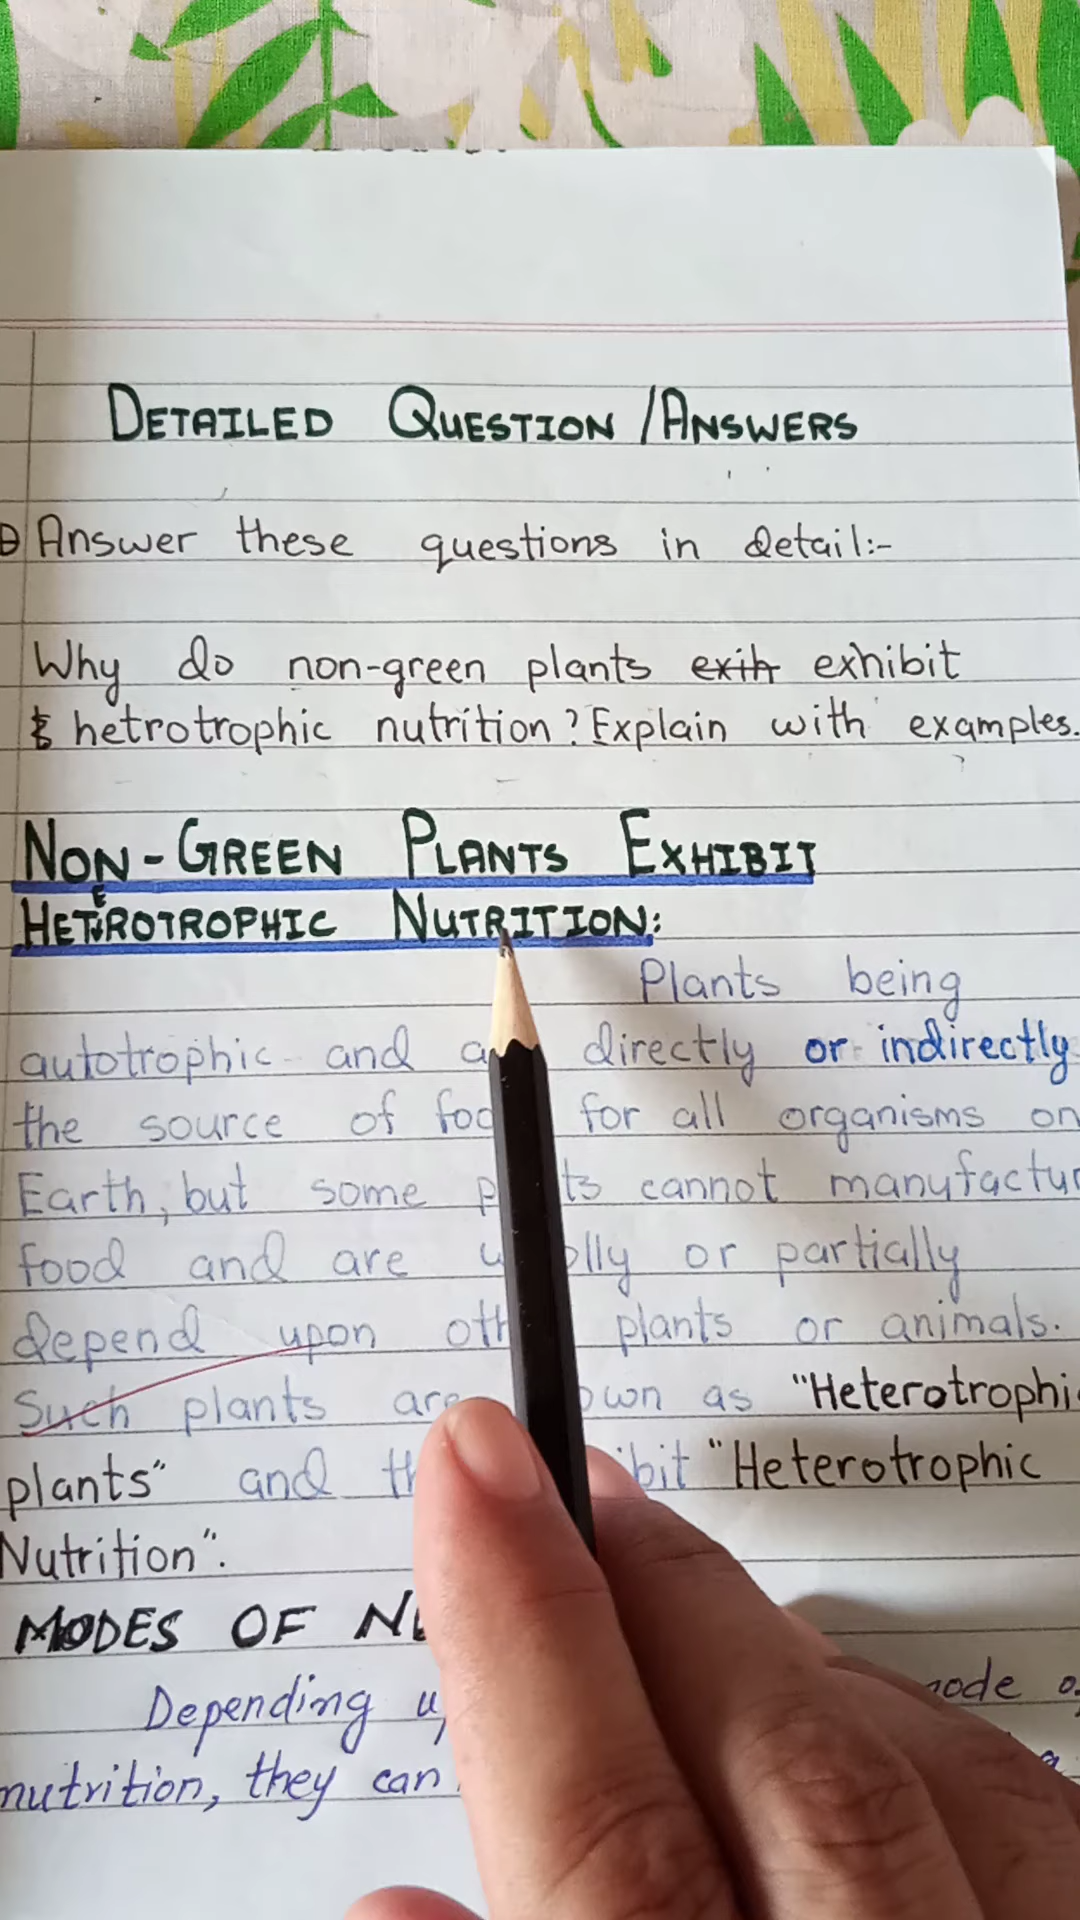 DETAILED QUESTION /ANSWERS
Answer these questions in detail:-
Why do non-green plants exih exhibit
hetrotrophic nutrition? Explain with examples.
NON-GREEN PLANTS EXHIBIT
HETEROTROPHIC NUTRITION:
Plants being
autotrophic and directly or indirectly
the source of for all organisms on
Earth, but some cannot manufactur
food and are or partially
depend upon plants or animals.
Such plants are as "Heterotrophi
plants" and "Heterotrophic
Nutrition".
MODES OF
Depending
nutrition, they can